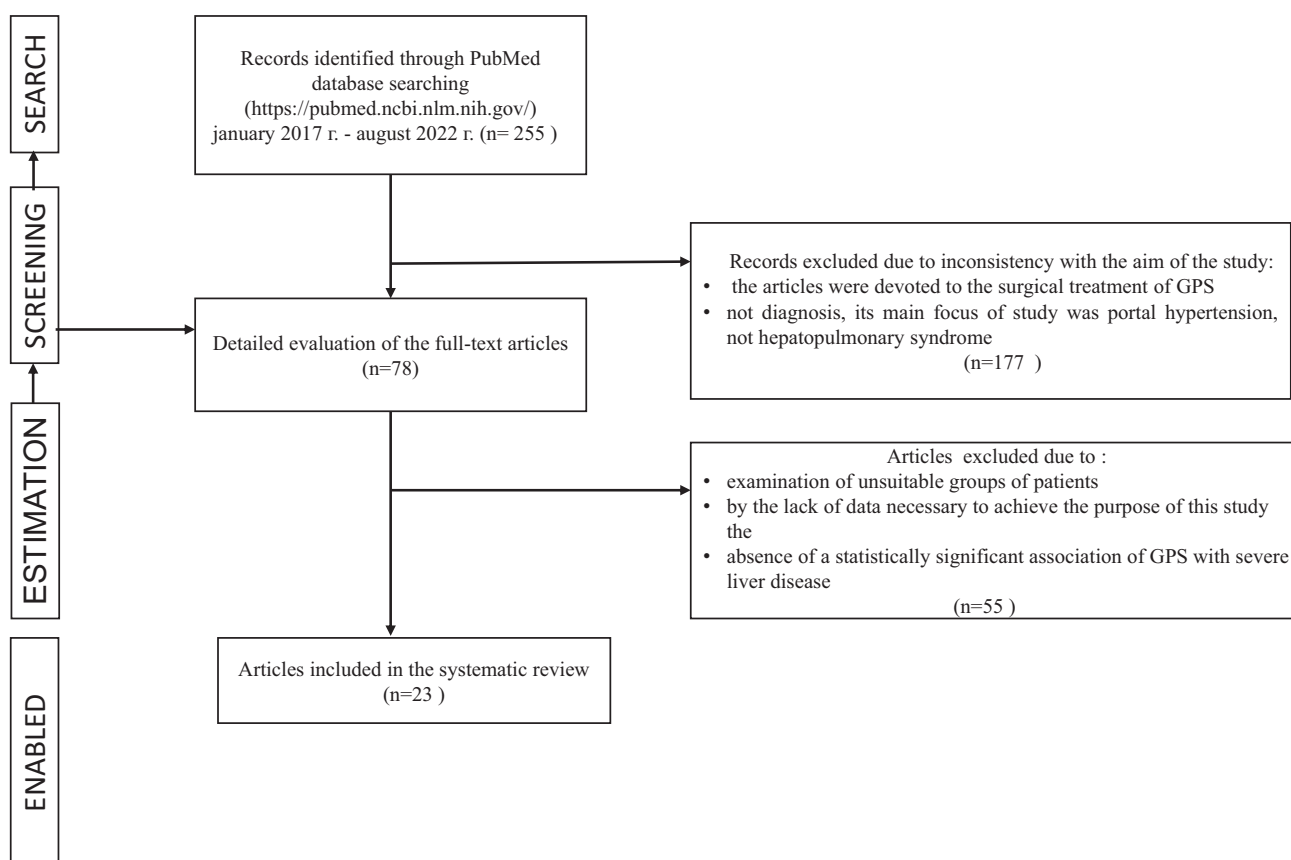 SEARCH
Records identified through PubMed
database searching
(https://pubmed.ncbi.nlm.nih.gov/)
january 2017 г. - august 2022 г. (n= 255 )
SCREENING
Records excluded due to inconsistency with the aim of the study:
• the articles were devoted to the surgical treatment of GPS
• not diagnosis, its main focus of study was portal hypertension,
not hepatopulmonary syndrome
(n=177 )
Detailed evaluation of the full-text articles
(n=78)
ESTIMATION
Articles excluded due to :
• examination of unsuitable groups of patients
• by the lack of data necessary to achieve the purpose of this study
the
• absence of a statistically significant association of GPS with severe
liver disease
(n=55 )
ENABLED
Articles included in the systematic review
(n=23 )